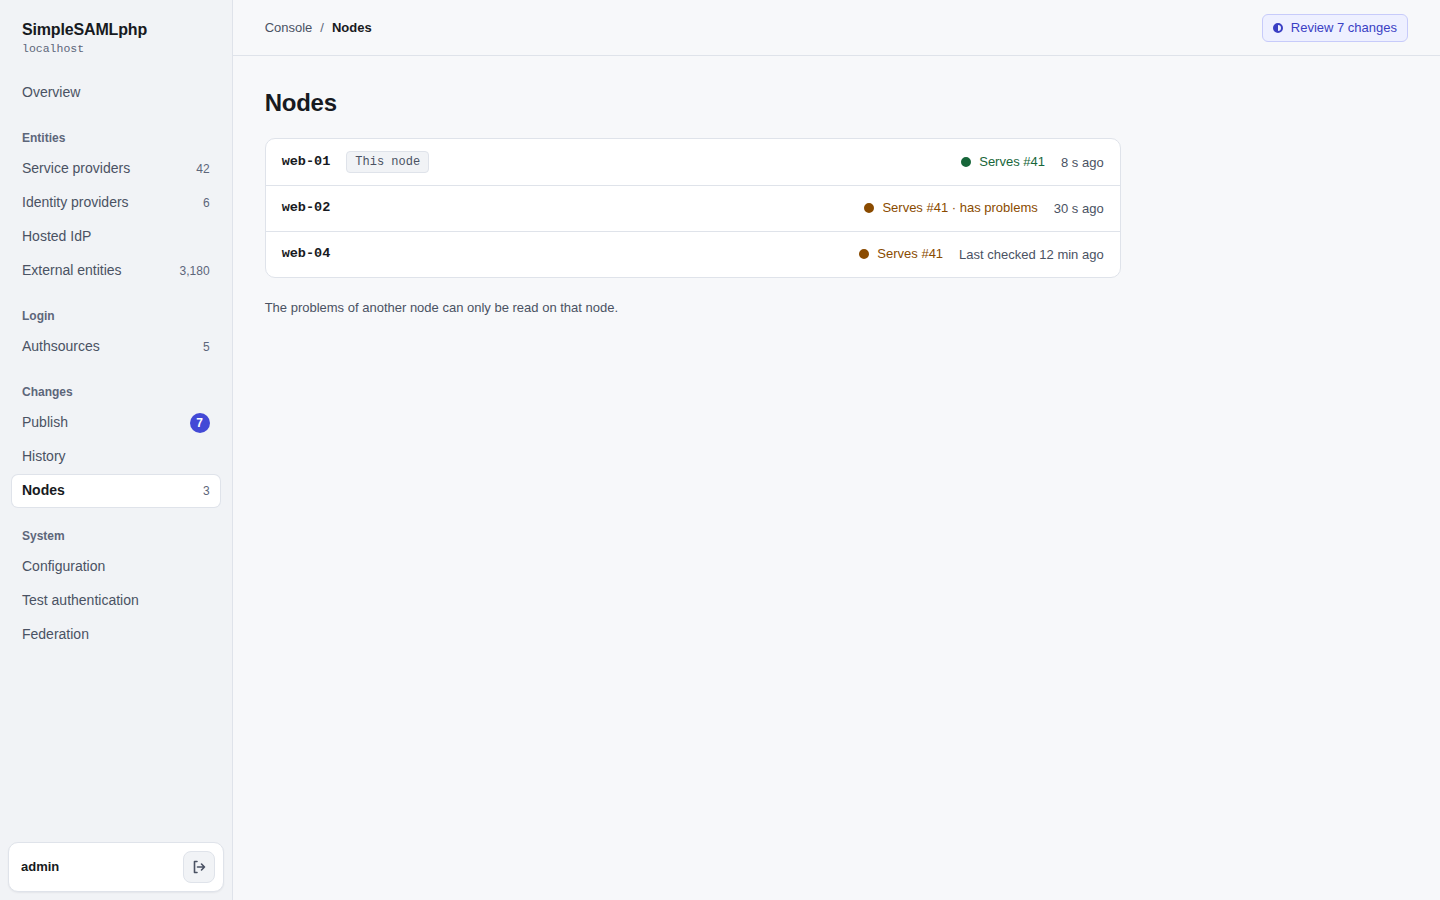 SimpleSAMLphp
localhost
Overview
Entities
Service providers 42
Identity providers 6
Hosted IdP
External entities 3,180
Login
Authsources 5
Changes
Publish 7
History
Nodes 3
System
Configuration
Test authentication
Federation
admin
Console / Nodes
Review 7 changes
Nodes
web-01 This node Serves #41 8 s ago
web-02 Serves #41 · has problems 30 s ago
web-04 Serves #41 Last checked 12 min ago
The problems of another node can only be read on that node.